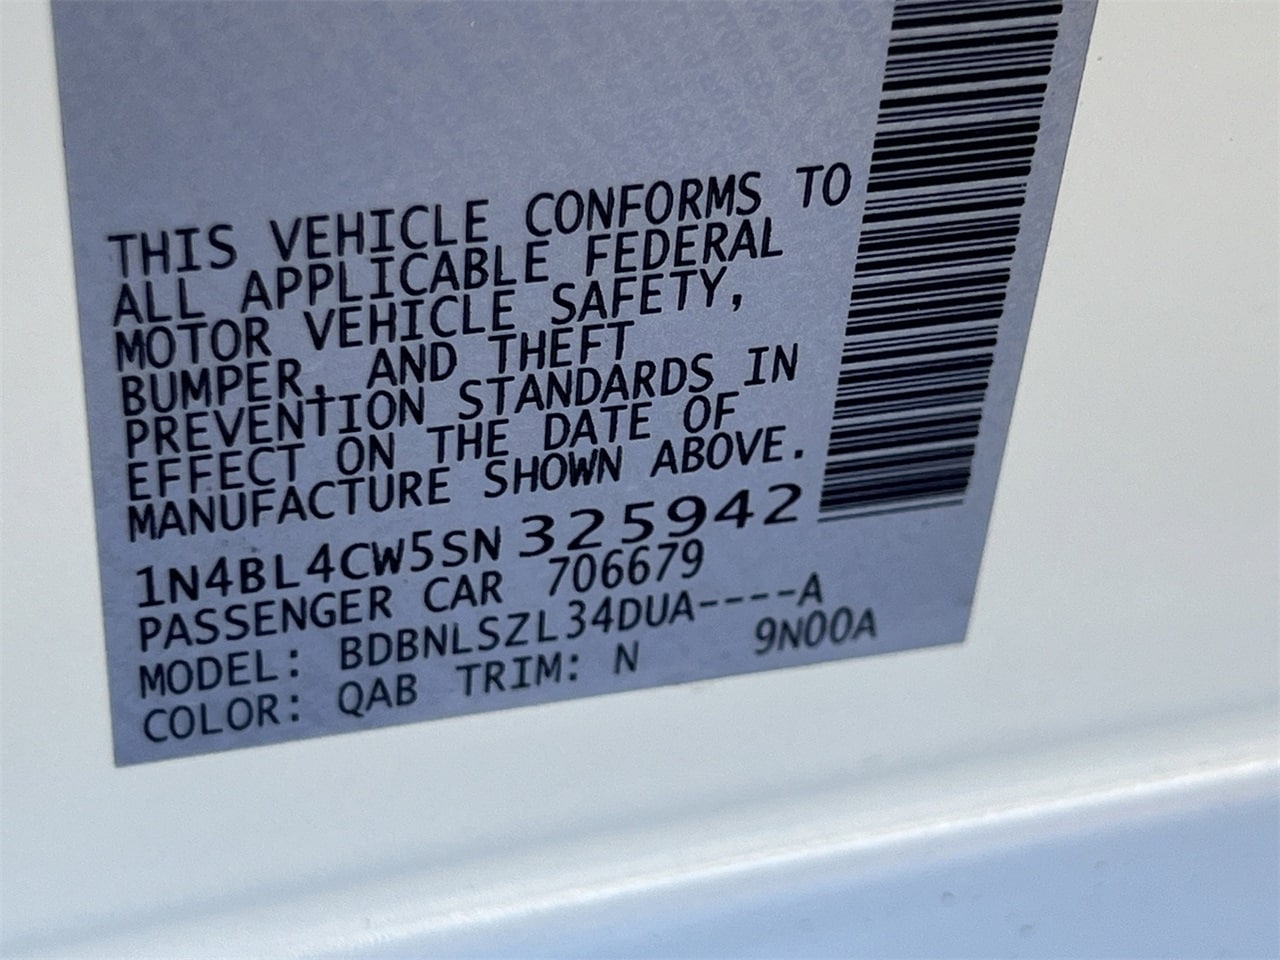 THIS VEHICLE CONFORMS TO
ALL APPLICABLE FEDERAL
MOTOR VEHICLE SAFETY,
BUMPER, AND THEFT
PREVENTION STANDARDS IN
EFFECT ON THE DATE OF
MANUFACTURE SHOWN ABOVE.
1N4BL4CW5SN325942
PASSENGER CAR 706679
MODEL: BDBNLSZL34DUA----A
COLOR: QAB TRIM: N 9N00A